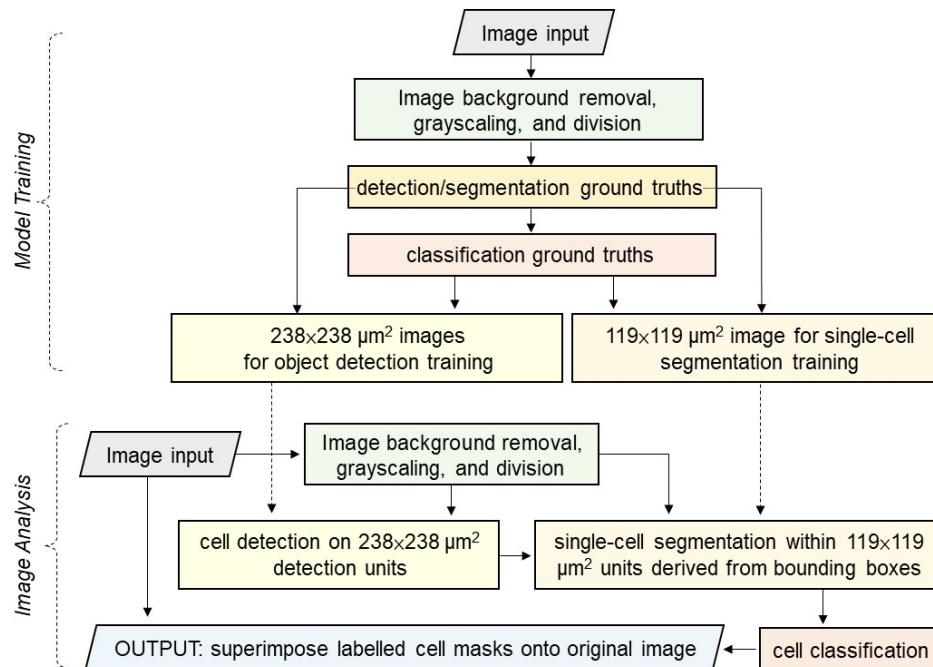 Image input
Image background removal,
grayscaling, and division
detection/segmentation ground truths
classification ground truths
238×238 µm² images
for object detection training
119×119 µm² image for single-cell
segmentation training
Model Training
Image input
Image background removal,
grayscaling, and division
cell detection on 238×238 µm²
detection units
single-cell segmentation within 119×119
µm² units derived from bounding boxes
cell classification
OUTPUT: superimpose labelled cell masks onto original image
Image Analysis